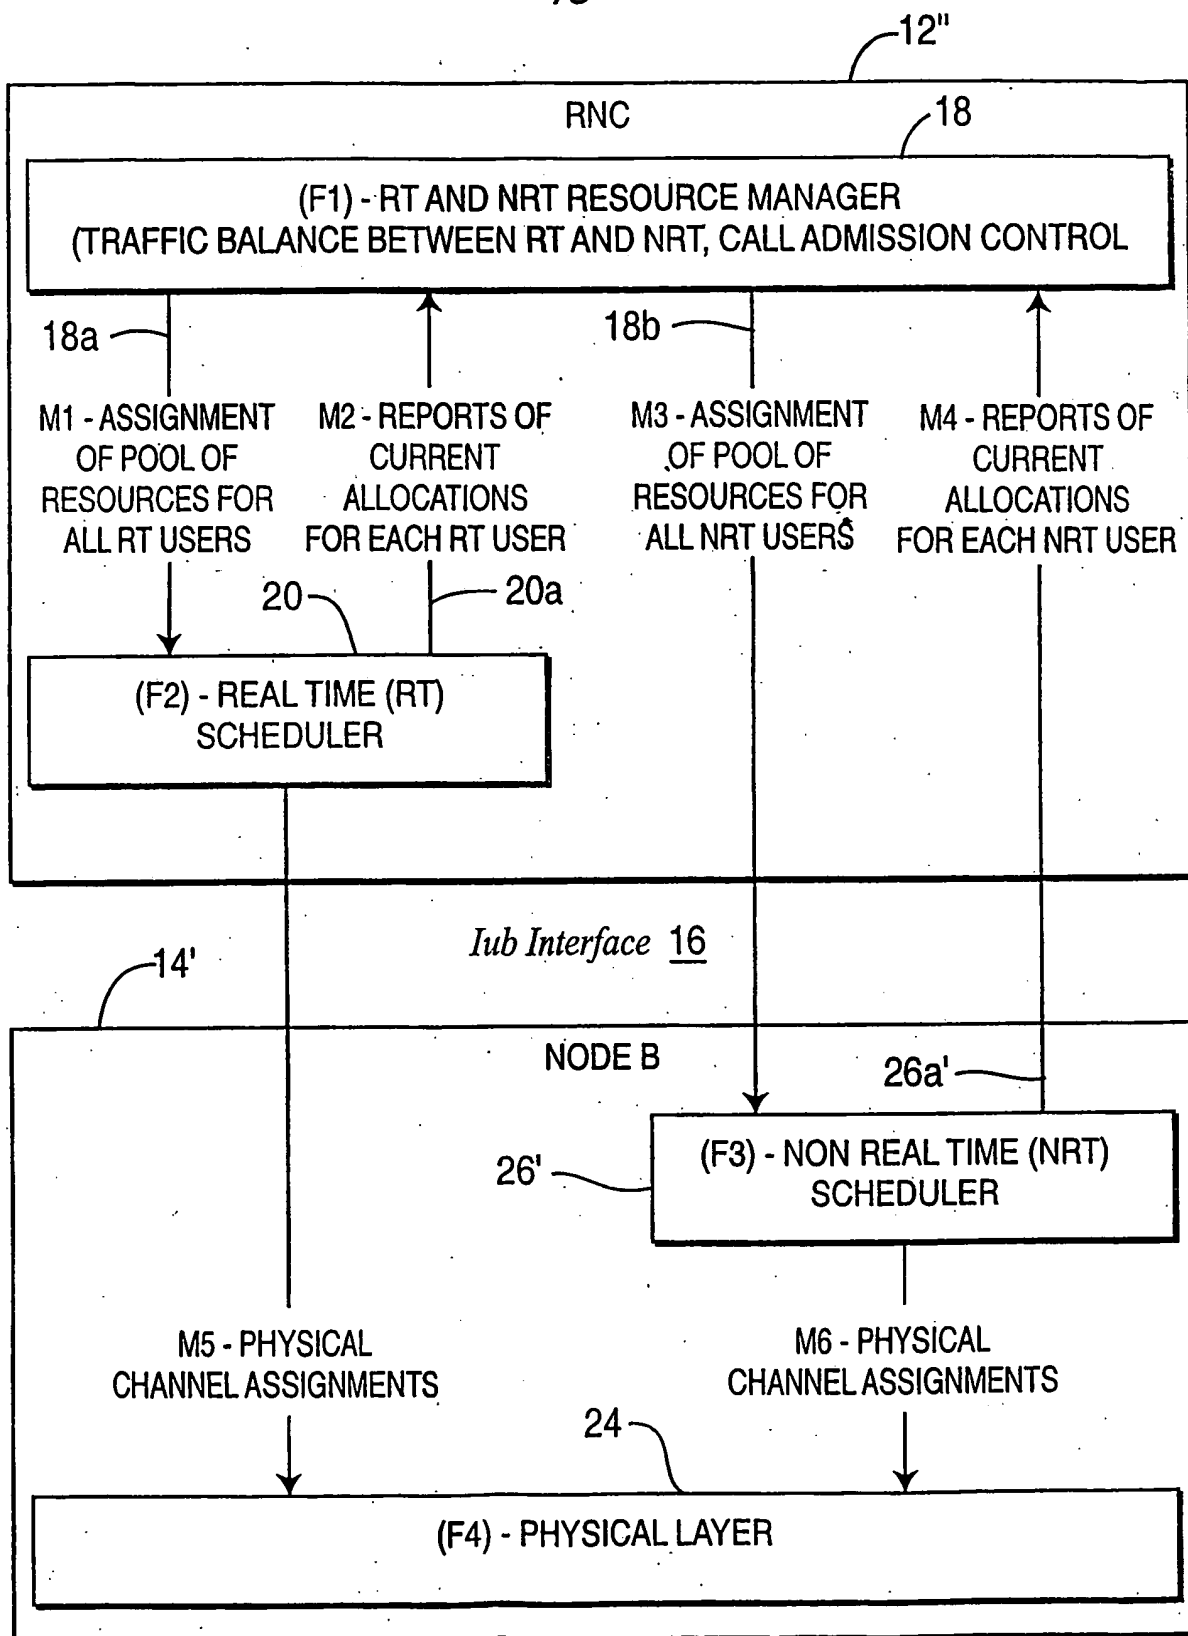 12"
RNC
18
(F1) - RT AND NRT RESOURCE MANAGER
(TRAFFIC BALANCE BETWEEN RT AND NRT, CALL ADMISSION CONTROL
18a
18b
M1 - ASSIGNMENT
OF POOL OF
RESOURCES FOR
ALL RT USERS
M2 - REPORTS OF
CURRENT
ALLOCATIONS
FOR EACH RT USER
M3 - ASSIGNMENT
OF POOL OF
RESOURCES FOR
ALL NRT USERS
M4 - REPORTS OF
CURRENT
ALLOCATIONS
FOR EACH NRT USER
20
20a
(F2) - REAL TIME (RT)
SCHEDULER
Iub Interface 16
14'
NODE B
26a'
26'
(F3) - NON REAL TIME (NRT)
SCHEDULER
M5 - PHYSICAL
CHANNEL ASSIGNMENTS
M6 - PHYSICAL
CHANNEL ASSIGNMENTS
24
(F4) - PHYSICAL LAYER